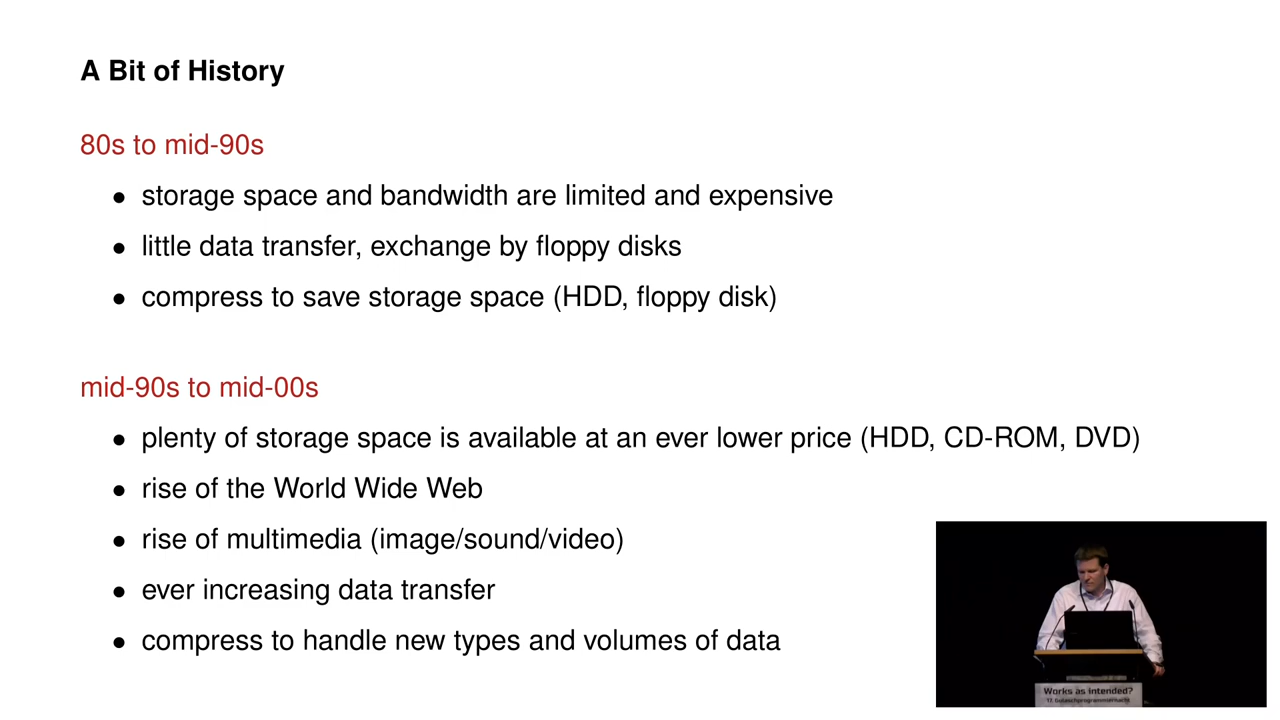 A Bit of History
80s to mid-90s
• storage space and bandwidth are limited and expensive
• little data transfer, exchange by floppy disks
• compress to save storage space (HDD, floppy disk)
mid-90s to mid-00s
• plenty of storage space is available at an ever lower price (HDD, CD-ROM, DVD)
• rise of the World Wide Web
• rise of multimedia (image/sound/video)
• ever increasing data transfer
• compress to handle new types and volumes of data
Works as intended?
17. Gulaschprogrammiernacht